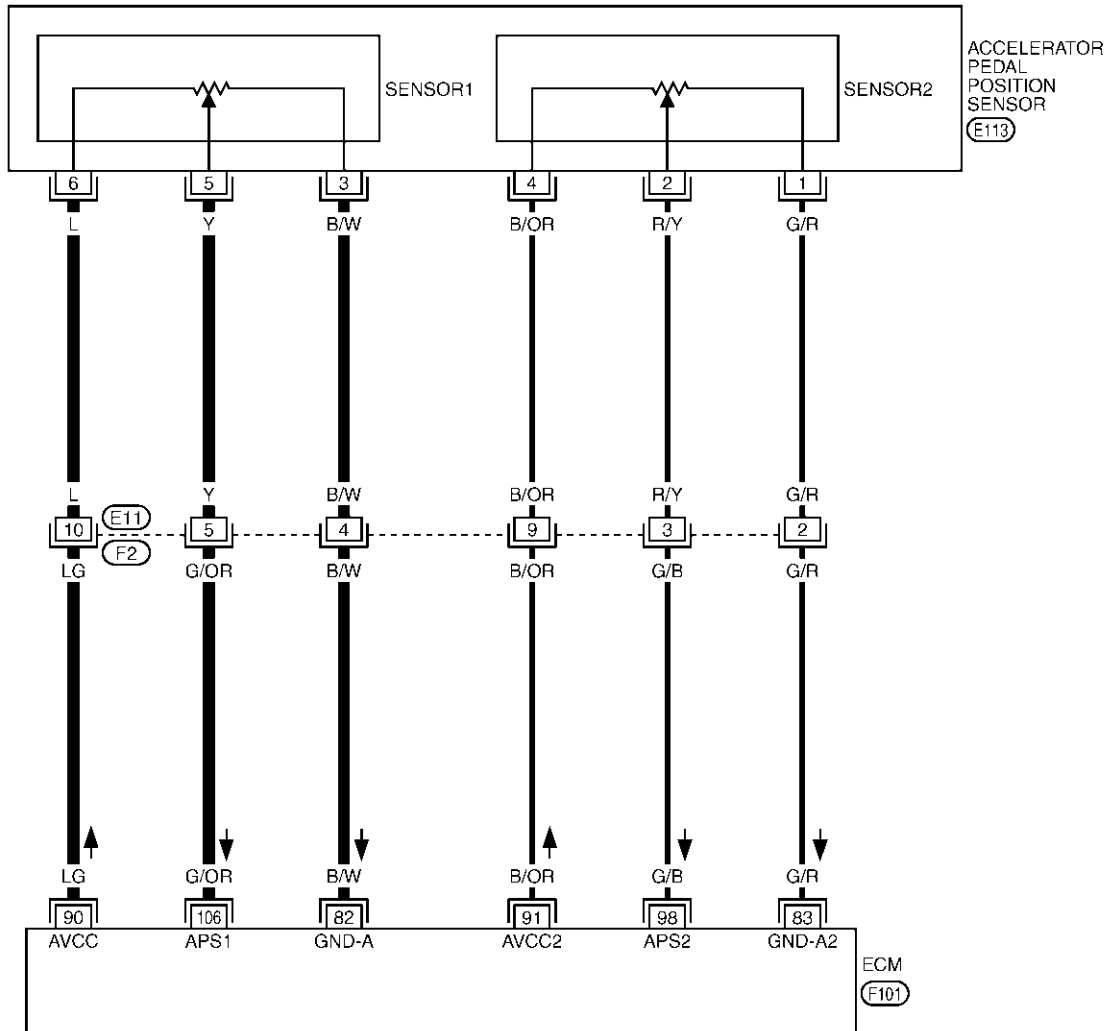 SENSOR1
SENSOR2
ACCELERATOR
PEDAL
POSITION
SENSOR
E113
6 5 3 4 2 1
L Y B/W B/OR R/Y G/R
L Y B/W B/OR R/Y G/R
E11
10 5 4 9 3 2
F2
LG G/OR B/W B/OR G/B G/R
LG G/OR B/W B/OR G/B G/R
90 106 82 91 98 83
AVCC APS1 GND-A AVCC2 APS2 GND-A2
ECM
F101